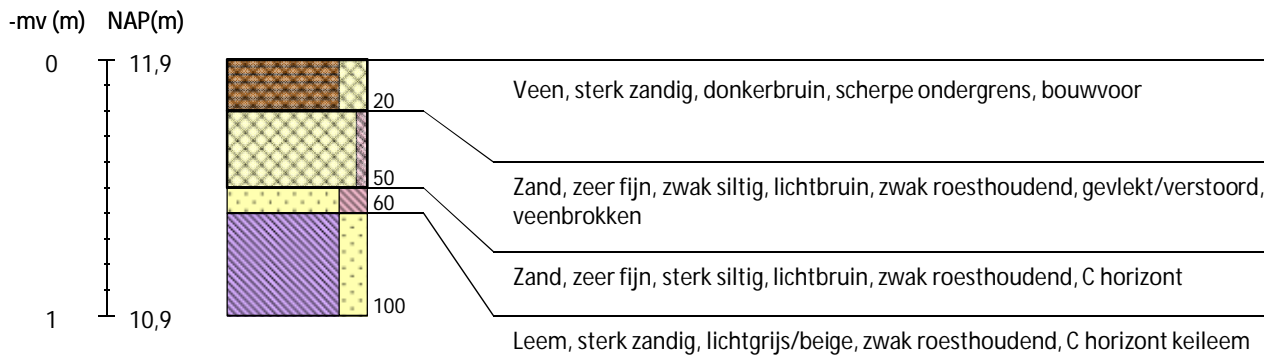 -mv (m) NAP(m)
0 11,9
20
Veen, sterk zandig, donkerbruin, scherpe ondergrens, bouwvoor
50
Zand, zeer fijn, zwak siltig, lichtbruin, zwak roesthoudend, gevlekt/verstoord,
veenbrokken
60
Zand, zeer fijn, sterk siltig, lichtbruin, zwak roesthoudend, C horizont
100
1 10,9
Leem, sterk zandig, lichtgrijs/beige, zwak roesthoudend, C horizont keileem